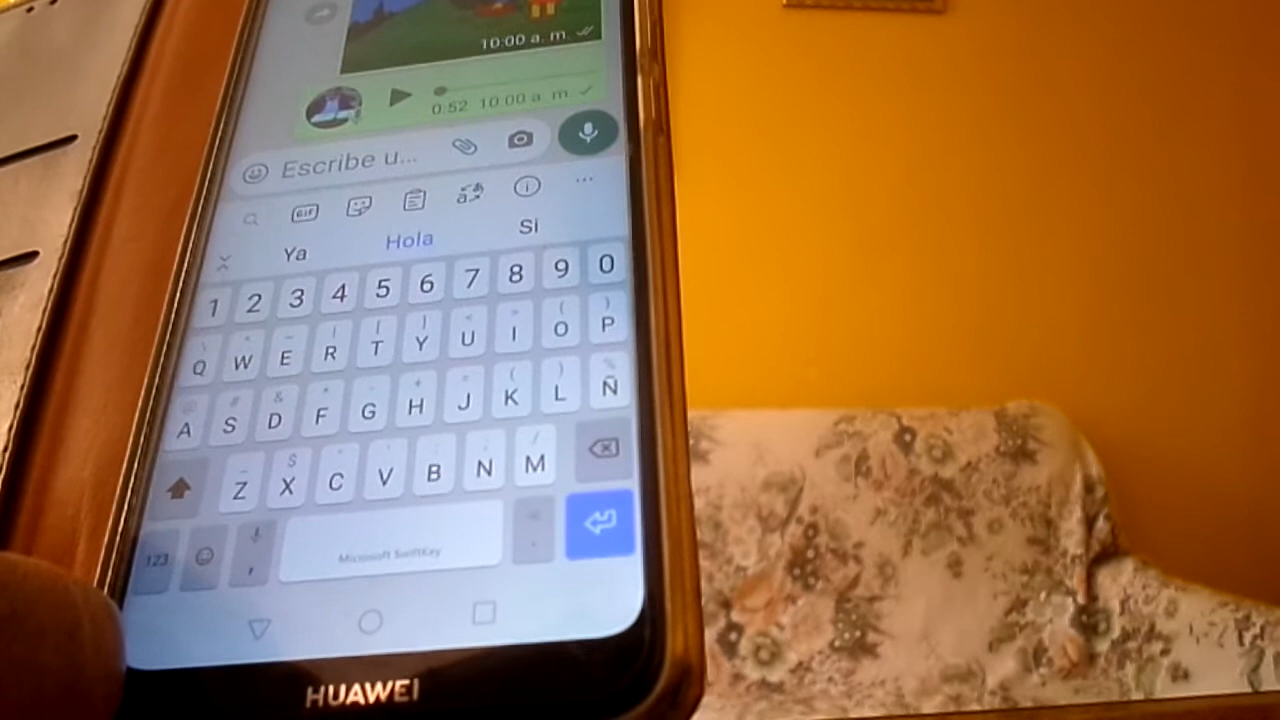 10:00 a. m.
0:52 10:00 a. m.
Escribe u...
GIF
Ya Hola Si
1 2 3 4 5 6 7 8 9 0
Q W E R T Y U I O P
A S D F G H J K L Ñ
Z X C V B N M
123 , .
Microsoft SwiftKey
HUAWEI